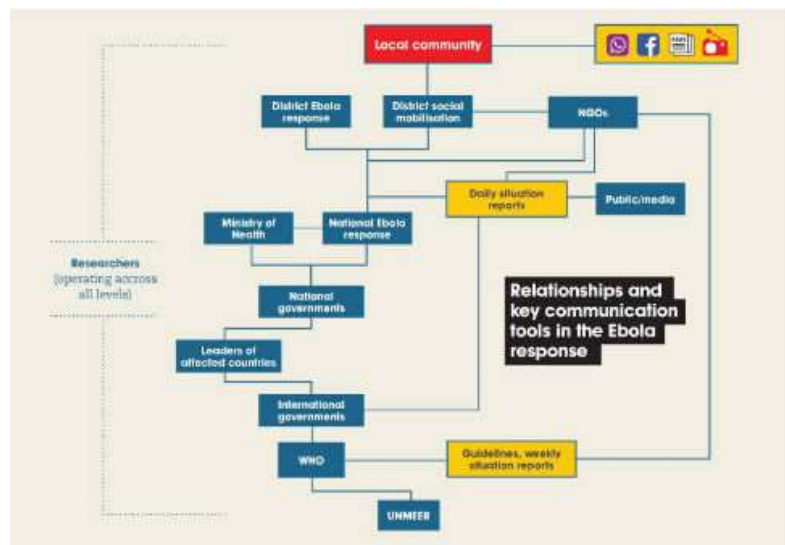 Local community
District Ebola
response
District social
mobilisation
NGOs
Daily situation
reports
Public/media
Ministry of
Health
National Ebola
response
Researchers
(operating accross
all levels)
National
governments
Relationships and
key communication
tools in the Ebola
response
Leaders of
affected countries
International
governments
WHO
Guidelines, weekly
situation reports
UNMEER